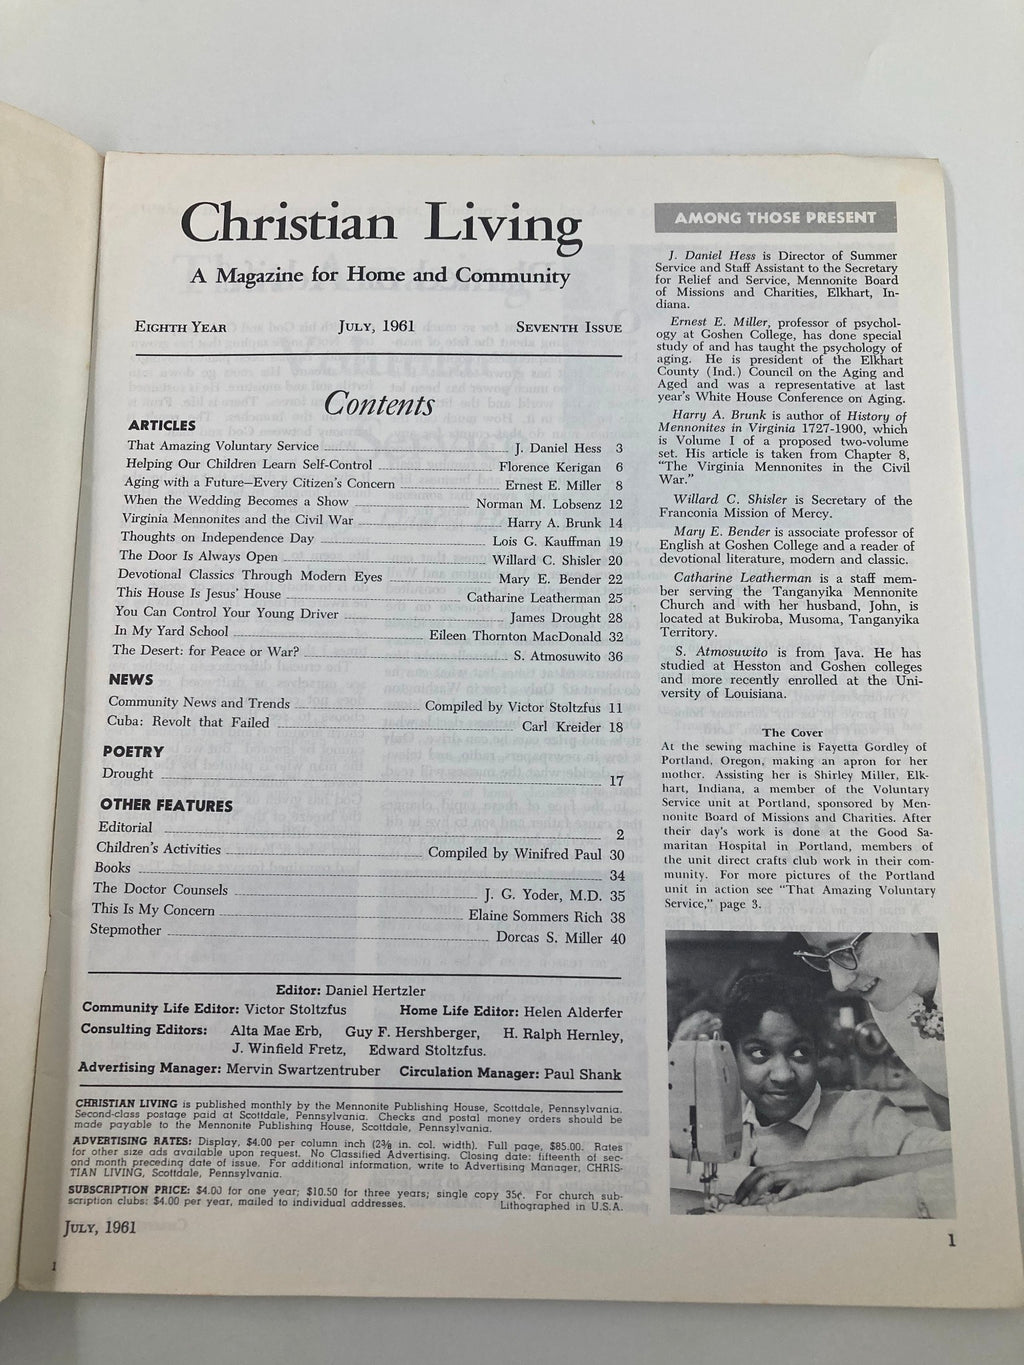 Christian Living
A Magazine for Home and Community
EIGHTH YEAR JULY, 1961 SEVENTH ISSUE
Contents
ARTICLES
That Amazing Voluntary Service J. Daniel Hess 3
Helping Our Children Learn Self-Control Florence Kerigan 6
Aging with a Future—Every Citizen's Concern Ernest E. Miller 8
When the Wedding Becomes a Show Norman M. Lobsenz 12
Virginia Mennonites and the Civil War Harry A. Brunk 14
Thoughts on Independence Day Lois G. Kauffman 19
The Door Is Always Open Willard C. Shisler 20
Devotional Classics Through Modern Eyes Mary E. Bender 22
This House Is Jesus' House Catharine Leatherman 25
You Can Control Your Young Driver James Drought 28
In My Yard School Eileen Thornton MacDonald 32
The Desert: for Peace or War? S. Atmosuwito 36
NEWS
Community News and Trends Compiled by Victor Stoltzfus 11
Cuba: Revolt that Failed Carl Kreider 18
POETRY
Drought 17
OTHER FEATURES
Editorial 2
Children's Activities Compiled by Winifred Paul 30
Books 34
The Doctor Counsels J. G. Yoder, M.D. 35
This Is My Concern Elaine Sommers Rich 38
Stepmother Dorcas S. Miller 40
Editor: Daniel Hertzler
Community Life Editor: Victor Stoltzfus Home Life Editor: Helen Alderfer
Consulting Editors: Alta Mae Erb, Guy F. Hershberger, H. Ralph Hernley,
J. Winfield Fretz, Edward Stoltzfus.
Advertising Manager: Mervin Swartzentruber Circulation Manager: Paul Shank
CHRISTIAN LIVING is published monthly by the Mennonite Publishing House, Scottdale, Pennsylvania.
Second-class postage paid at Scottdale, Pennsylvania. Checks and postal money orders should be
made payable to the Mennonite Publishing House, Scottdale, Pennsylvania.
ADVERTISING RATES: Display, $4.00 per column inch (2⅜ in. col. width). Full page, $85.00. Rates
for other size ads available upon request. No Classified Advertising. Closing date: fifteenth of sec-
ond month preceding date of issue. For additional information, write to Advertising Manager, CHRIS-
TIAN LIVING, Scottdale, Pennsylvania.
SUBSCRIPTION PRICE: $4.00 for one year; $10.50 for three years; single copy 35¢. For church sub-
scription clubs: $4.00 per year, mailed to individual addresses. Lithographed in U.S.A.
JULY, 1961
AMONG THOSE PRESENT
J. Daniel Hess is Director of Summer
Service and Staff Assistant to the Secretary
for Relief and Service, Mennonite Board
of Missions and Charities, Elkhart, In-
diana.
Ernest E. Miller, professor of psychol-
ogy at Goshen College, has done special
study of and has taught the psychology of
aging. He is president of the Elkhart
County (Ind.) Council on the Aging and
Aged and was a representative at last
year's White House Conference on Aging.
Harry A. Brunk is author of History of
Mennonites in Virginia 1727-1900, which
is Volume I of a proposed two-volume
set. His article is taken from Chapter 8,
"The Virginia Mennonites in the Civil
War."
Willard C. Shisler is Secretary of the
Franconia Mission of Mercy.
Mary E. Bender is associate professor of
English at Goshen College and a reader of
devotional literature, modern and classic.
Catharine Leatherman is a staff mem-
ber serving the Tanganyika Mennonite
Church and with her husband, John, is
located at Bukiroba, Musoma, Tanganyika
Territory.
S. Atmosuwito is from Java. He has
studied at Hesston and Goshen colleges
and more recently enrolled at the Uni-
versity of Louisiana.
The Cover
At the sewing machine is Fayetta Gordley of
Portland, Oregon, making an apron for her
mother. Assisting her is Shirley Miller, Elk-
hart, Indiana, a member of the Voluntary
Service unit at Portland, sponsored by Men-
nonite Board of Missions and Charities. After
their day's work is done at the Good Sa-
maritan Hospital in Portland, members of
the unit direct crafts club work in their com-
munity. For more pictures of the Portland
unit in action see "That Amazing Voluntary
Service," page 3.
1